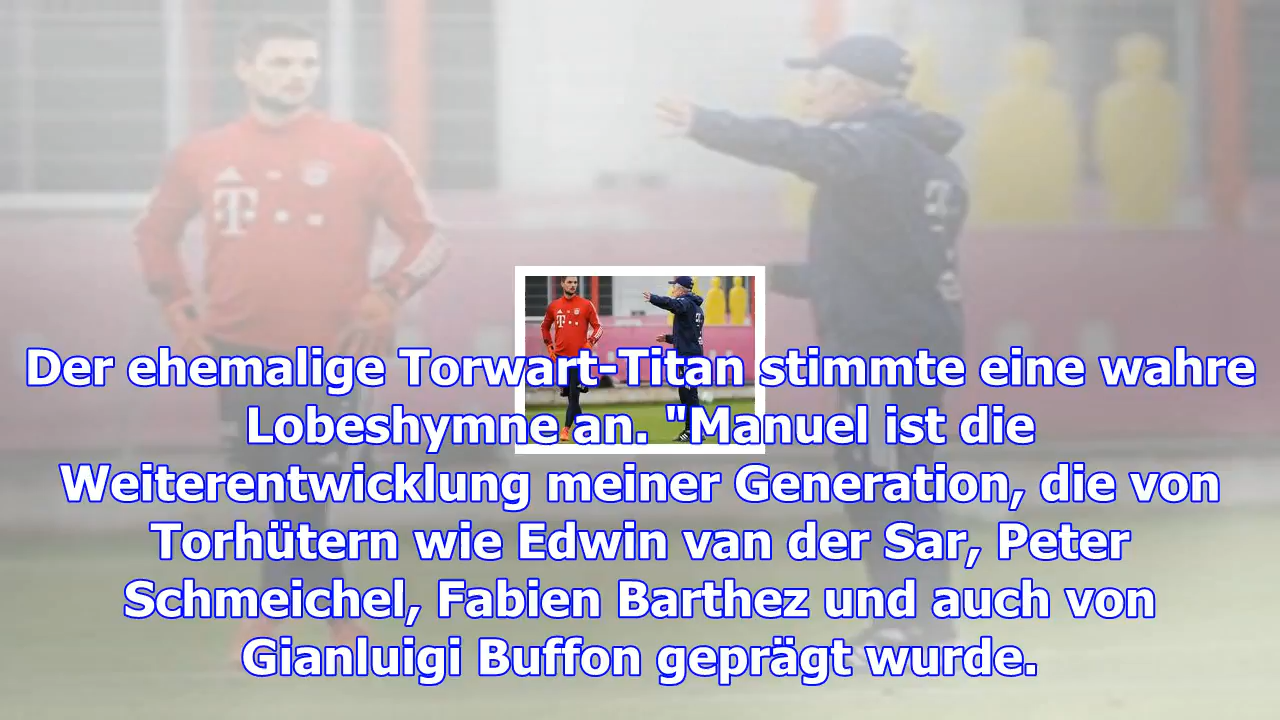 Der ehemalige Torwart-Titan stimmte eine wahre
Lobeshymne an. "Manuel ist die
Weiterentwicklung meiner Generation, die von
Torhütern wie Edwin van der Sar, Peter
Schmeichel, Fabien Barthez und auch von
Gianluigi Buffon geprägt wurde.